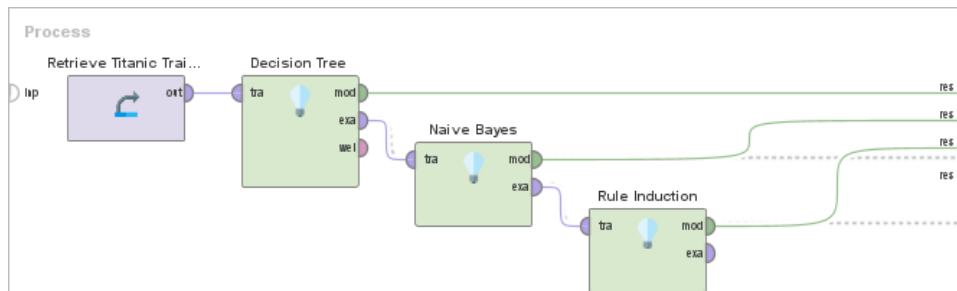 Process
Retrieve Titanic Trai...
Decision Tree
inp
out
tra
mod
res
exa
res
Naive Bayes
wei
tra
mod
res
exa
res
Rule Induction
tra
mod
exa